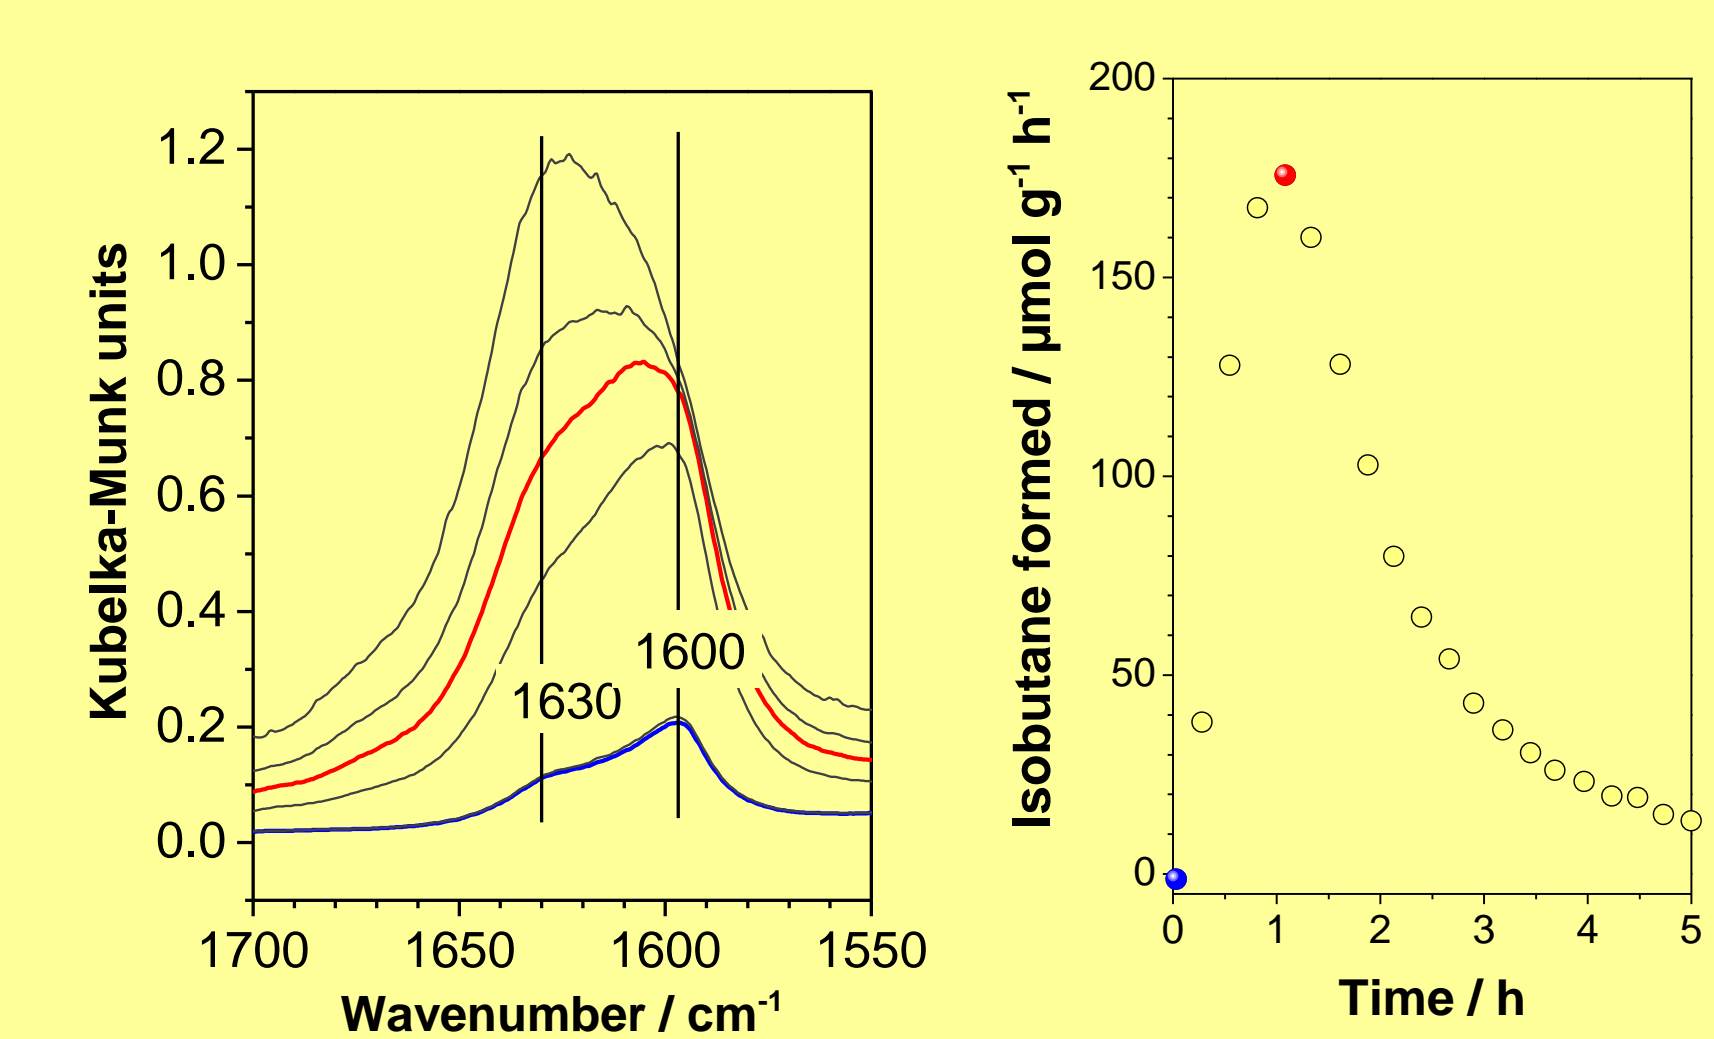 Kubelka-Munk units
1.2
1.0
0.8
0.6
0.4
0.2
0.0
1600
1630
1700 1650 1600 1550
Wavenumber / cm⁻¹
Isobutane formed / µmol g⁻¹ h⁻¹
200
150
100
50
0
0 1 2 3 4 5
Time / h